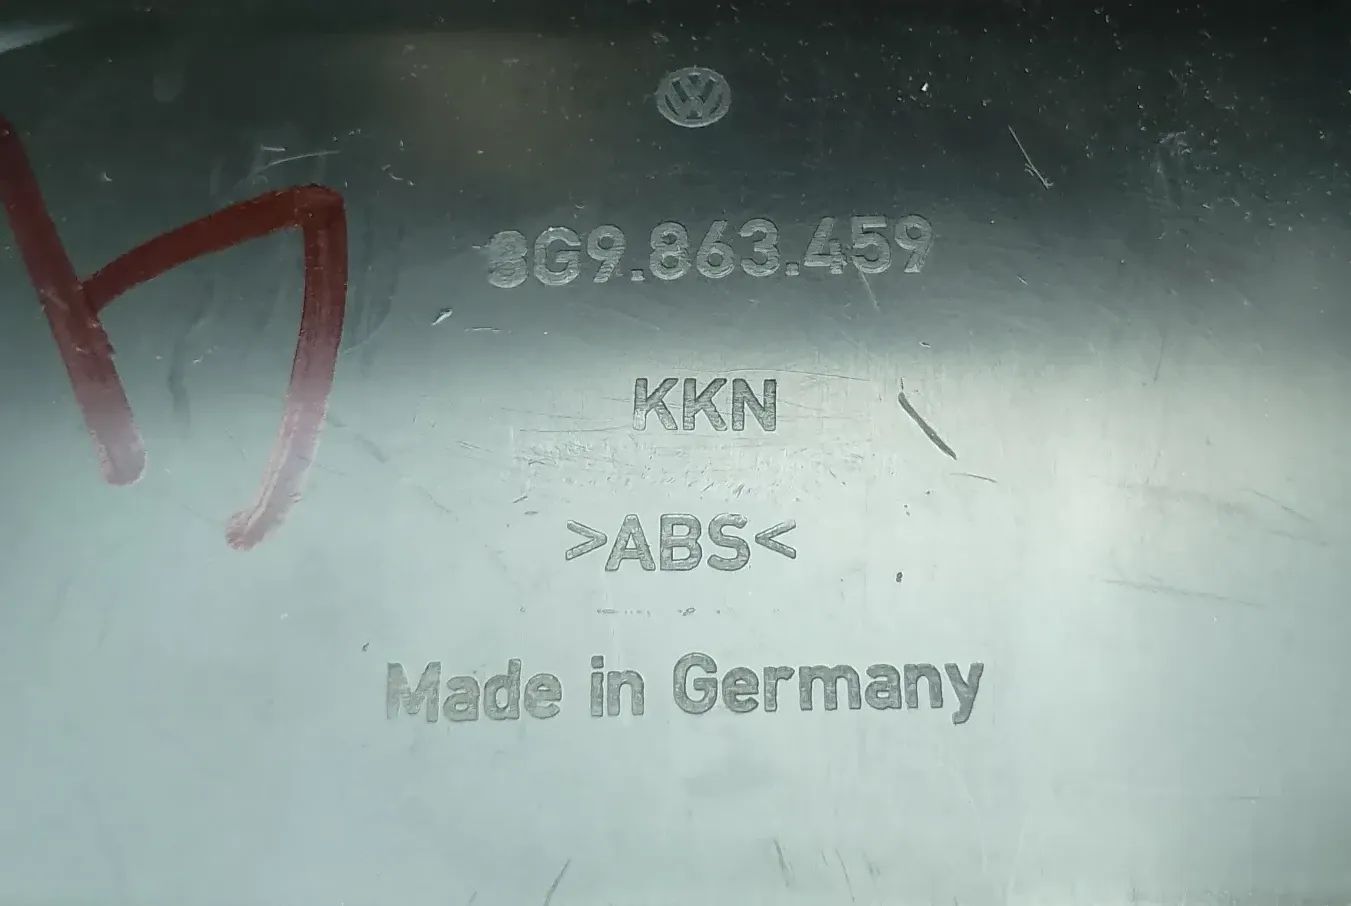 3G9.863.459
KKN
>ABS<
Made in Germany